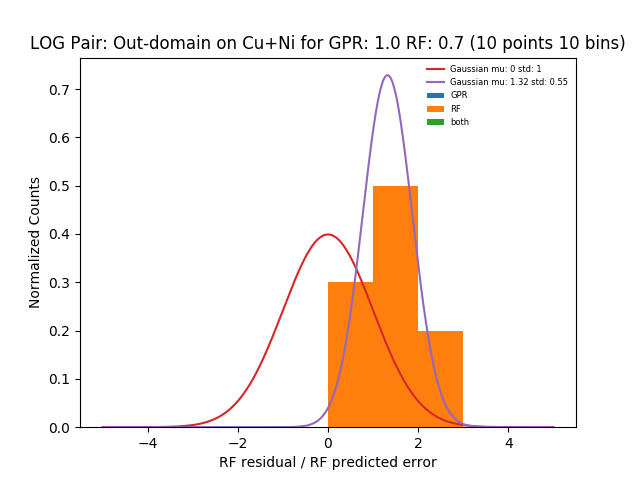 LOG Pair: Out-domain on Cu+Ni for GPR: 1.0 RF: 0.7 (10 points 10 bins)
Gaussian mu: 0 std: 1
Gaussian mu: 1.32 std: 0.55
GPR
RF
both
Normalized Counts
0.7
0.6
0.5
0.4
0.3
0.2
0.1
0.0
−4 −2 0 2 4
RF residual / RF predicted error